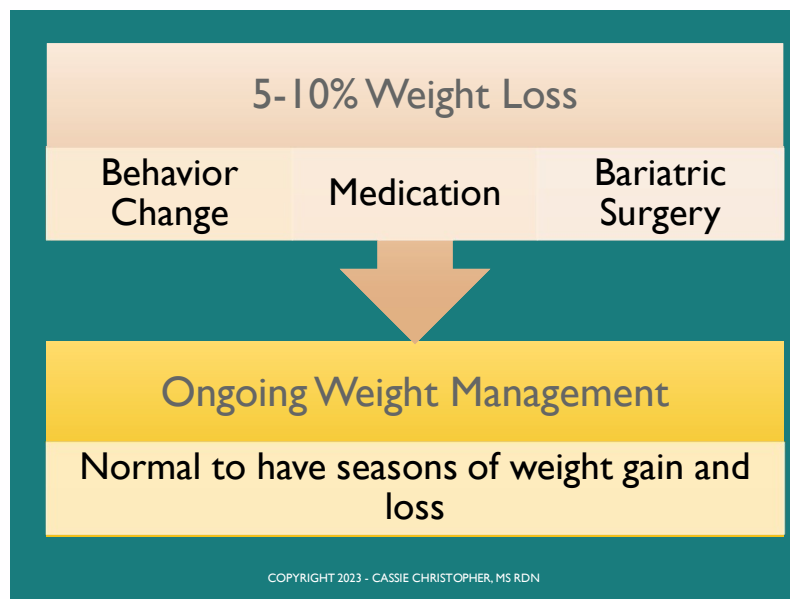 5-10% Weight Loss
Behavior
Change
Medication
Bariatric
Surgery
Ongoing Weight Management
Normal to have seasons of weight gain and
loss
COPYRIGHT 2023 - CASSIE CHRISTOPHER, MS RDN